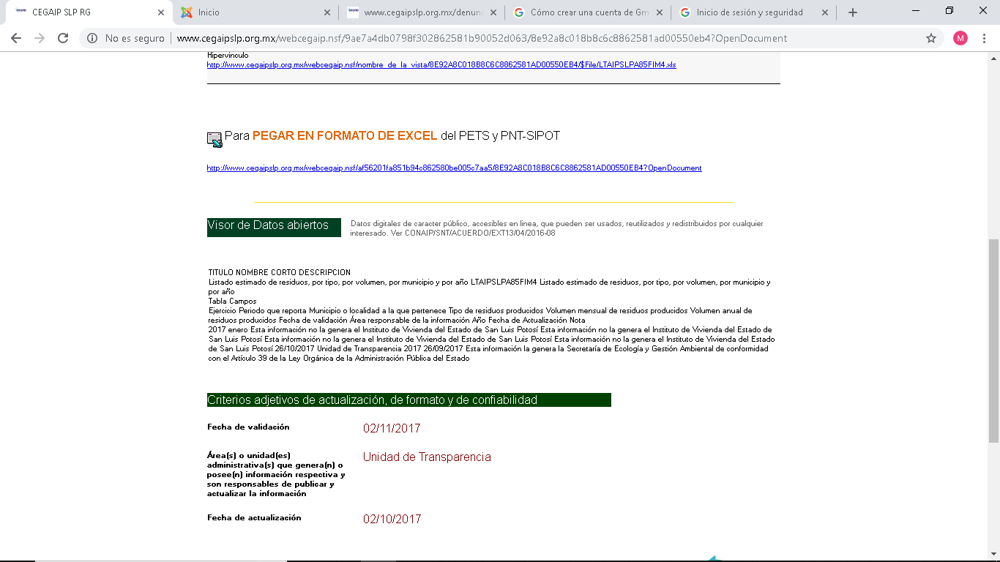 CEGAIP SLP RG
Inicio
www.cegaipslp.org.mx/denunc
Cómo crear una cuenta de Gm
Inicio de sesión y seguridad
No es seguro
www.cegaipslp.org.mx/webcegaip.nsf/9ae7a4db0798f302862581b90052d063/8e92a8c018b8c6c8862581ad00550eb4?OpenDocument
M
Hipervinculo
http://www.cegaipslp.org.mx/webcegaip.nsf/nombre_de_la_vista/8E92A8C018B8C6C8862581AD00550EB4/$File/LTAIPSLPA85FIM4.xls
Para PEGAR EN FORMATO DE EXCEL del PETS y PNT-SIPOT
http://www.cegaipslp.org.mx/webcegaip.nsf/af56201fa851b94c862580be005c7aa5/8E92A8C018B8C6C8862581AD00550EB4?OpenDocument
Visor de Datos abiertos
Datos digitales de caracter público, accesibles en linea, que pueden ser usados, reutilizados y redistribuidos por cualquier
interesado. Ver CONAIP/SNT/ACUERDO/EXT13/04/2016-08
TITULO NOMBRE CORTO DESCRIPCION
Listado estimado de residuos, por tipo, por volumen, por municipio y por año LTAIPSLPA85FIM4 Listado estimado de residuos, por tipo, por volumen, por municipio y
por año
Tabla Campos
Ejercicio Periodo que reporta Municipio o localidad a la que pertenece Tipo de residuos producidos Volumen mensual de residuos producidos Volumen anual de
residuos producidos Fecha de validación Área responsable de la información Año Fecha de Actualización Nota
2017 enero Esta información no la genera el Instituto de Vivienda del Estado de San Luis Potosí Esta información no la genera el Instituto de Vivienda del Estado de
San Luis Potosí Esta información no la genera el Instituto de Vivienda del Estado de San Luis Potosí Esta información no la genera el Instituto de Vivienda del Estado
de San Luis Potosí 26/10/2017 Unidad de Transparencia 2017 26/09/2017 Esta información la genera la Secretaría de Ecología y Gestión Ambiental de conformidad
con el Artículo 39 de la Ley Orgánica de la Administración Pública del Estado
Criterios adjetivos de actualización, de formato y de confiabilidad
Fecha de validación
02/11/2017
Área(s) o unidad(es)
administrativa(s) que genera(n) o
posee(n) información respectiva y
son responsables de publicar y
actualizar la información
Unidad de Transparencia
Fecha de actualización
02/10/2017